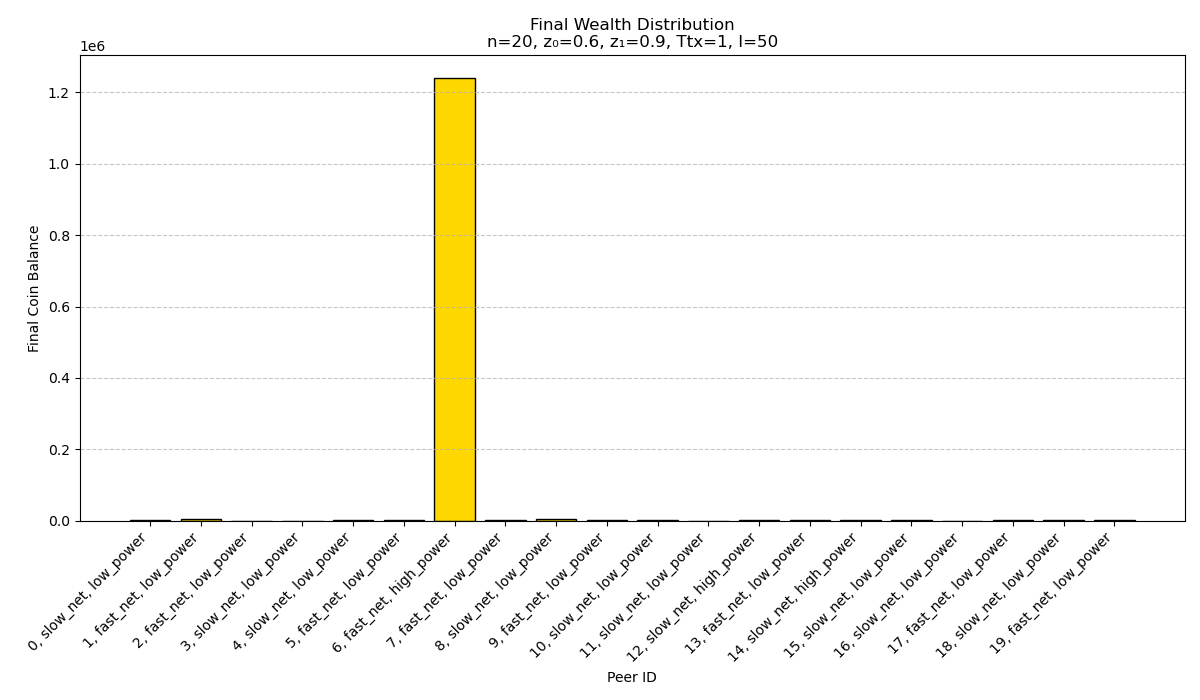 Final Wealth Distribution
n=20, z₀=0.6, z₁=0.9, Ttx=1, I=50
1e6
1.2
1.0
0.8
0.6
0.4
0.2
0.0
Final Coin Balance
0, slow_net, low_power
1, fast_net, low_power
2, fast_net, low_power
3, slow_net, low_power
4, slow_net, low_power
5, fast_net, low_power
6, fast_net, high_power
7, fast_net, low_power
8, slow_net, low_power
9, fast_net, low_power
10, slow_net, low_power
11, slow_net, low_power
12, slow_net, high_power
13, fast_net, low_power
14, slow_net, high_power
15, slow_net, low_power
16, slow_net, low_power
17, fast_net, low_power
18, slow_net, low_power
19, fast_net, low_power
Peer ID